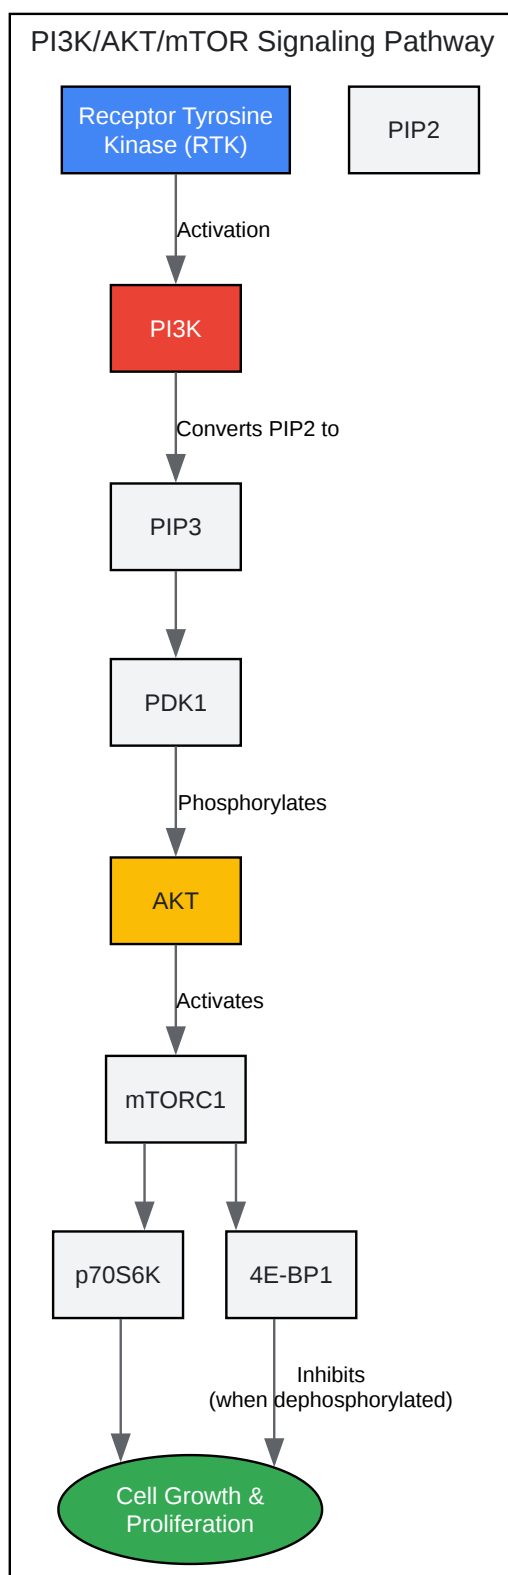 PI3K/AKT/mTOR Signaling Pathway
Receptor Tyrosine
Kinase (RTK)
PIP2
Activation
PI3K
Converts PIP2 to
PIP3
PDK1
Phosphorylates
AKT
Activates
mTORC1
p70S6K
4E-BP1
Inhibits
(when dephosphorylated)
Cell Growth &
Proliferation